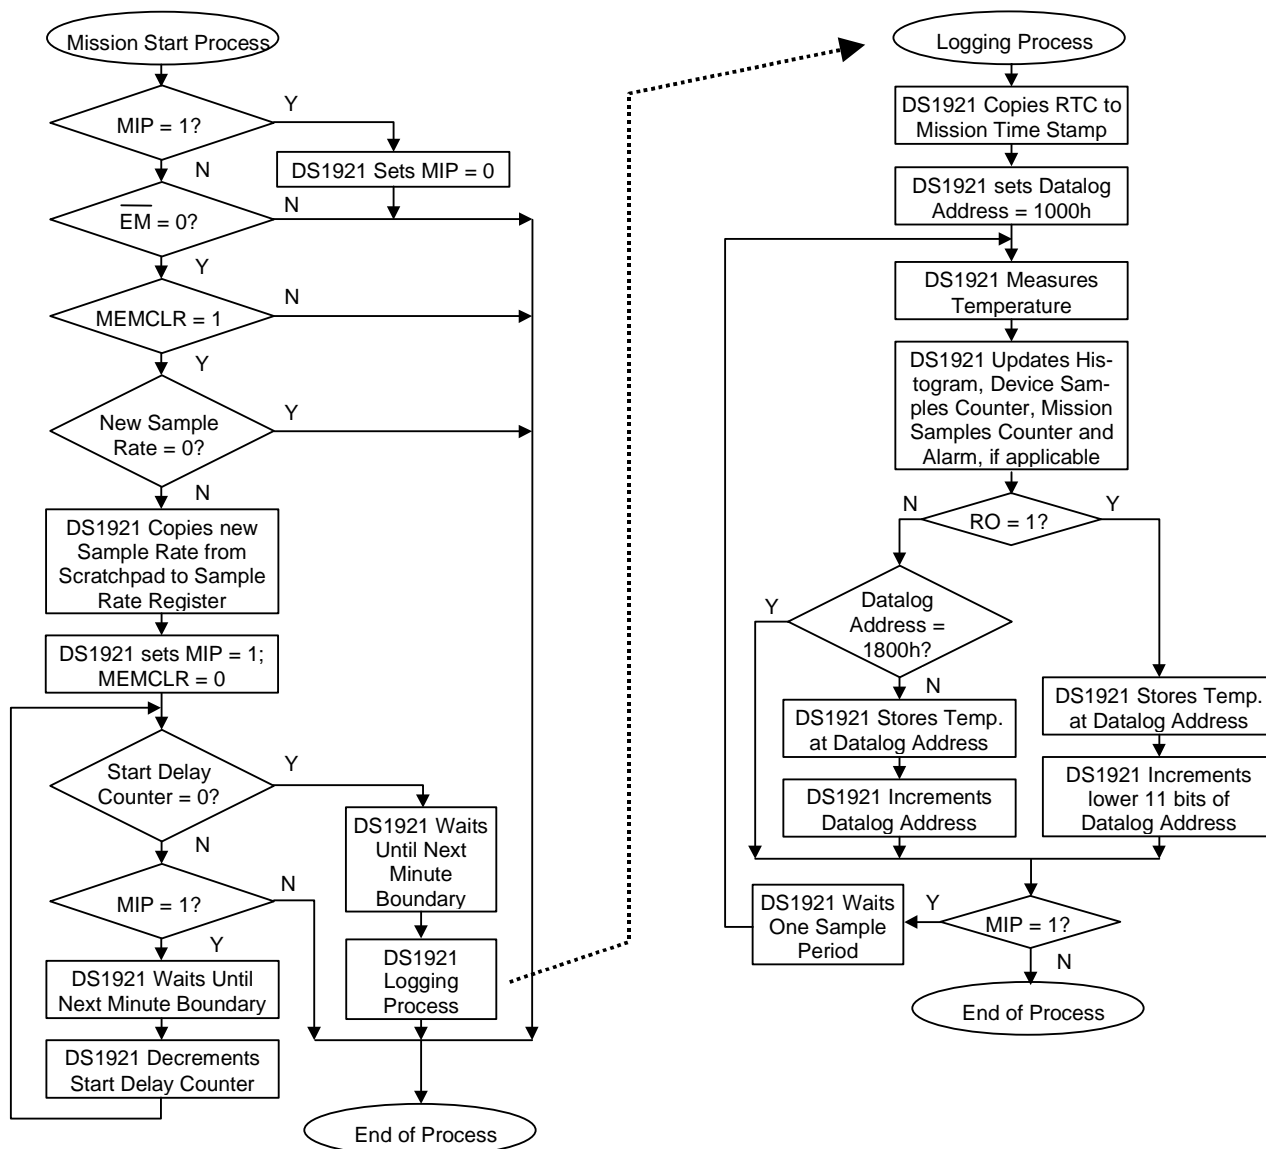 Mission Start Process
MIP = 1?
Y
N
DS1921 Sets MIP = 0
EM = 0?
N
Y
MEMCLR = 1
N
Y
New Sample
Rate = 0?
Y
N
DS1921 Copies new
Sample Rate from
Scratchpad to Sample
Rate Register
DS1921 sets MIP = 1;
MEMCLR = 0
Start Delay
Counter = 0?
Y
N
DS1921 Waits
Until Next
Minute
Boundary
MIP = 1?
N
Y
DS1921 Waits Until
Next Minute Boundary
DS1921
Logging
Process
DS1921 Decrements
Start Delay Counter
End of Process
Logging Process
DS1921 Copies RTC to
Mission Time Stamp
DS1921 sets Datalog
Address = 1000h
DS1921 Measures
Temperature
DS1921 Updates His-
togram, Device Sam-
ples Counter, Mission
Samples Counter and
Alarm, if applicable
N
RO = 1?
Y
Y
Datalog
Address =
1800h?
N
DS1921 Stores Temp.
at Datalog Address
DS1921 Increments
Datalog Address
DS1921 Stores Temp.
at Datalog Address
DS1921 Increments
lower 11 bits of
Datalog Address
DS1921 Waits
One Sample
Period
Y
MIP = 1?
N
End of Process